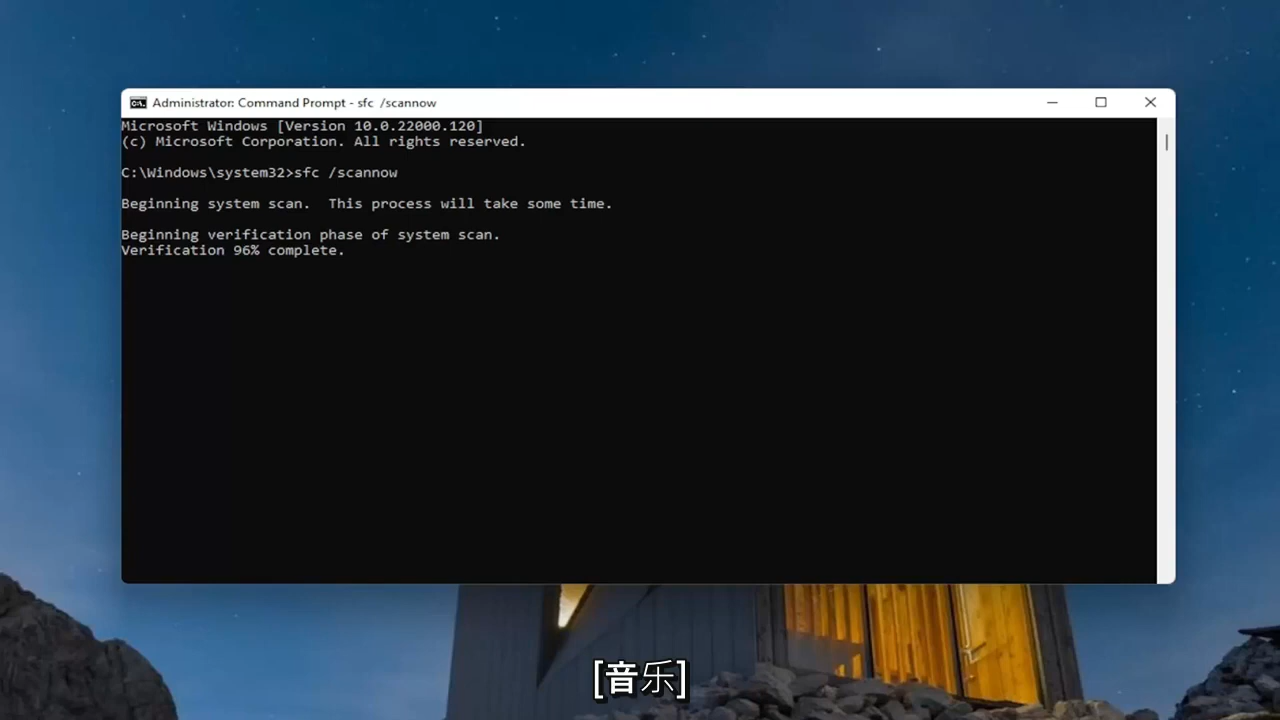 Administrator: Command Prompt - sfc /scannow
Microsoft Windows [Version 10.0.22000.120]
(c) Microsoft Corporation. All rights reserved.
C:\Windows\system32>sfc /scannow
Beginning system scan.  This process will take some time.
Beginning verification phase of system scan.
Verification 96% complete.
[音乐]